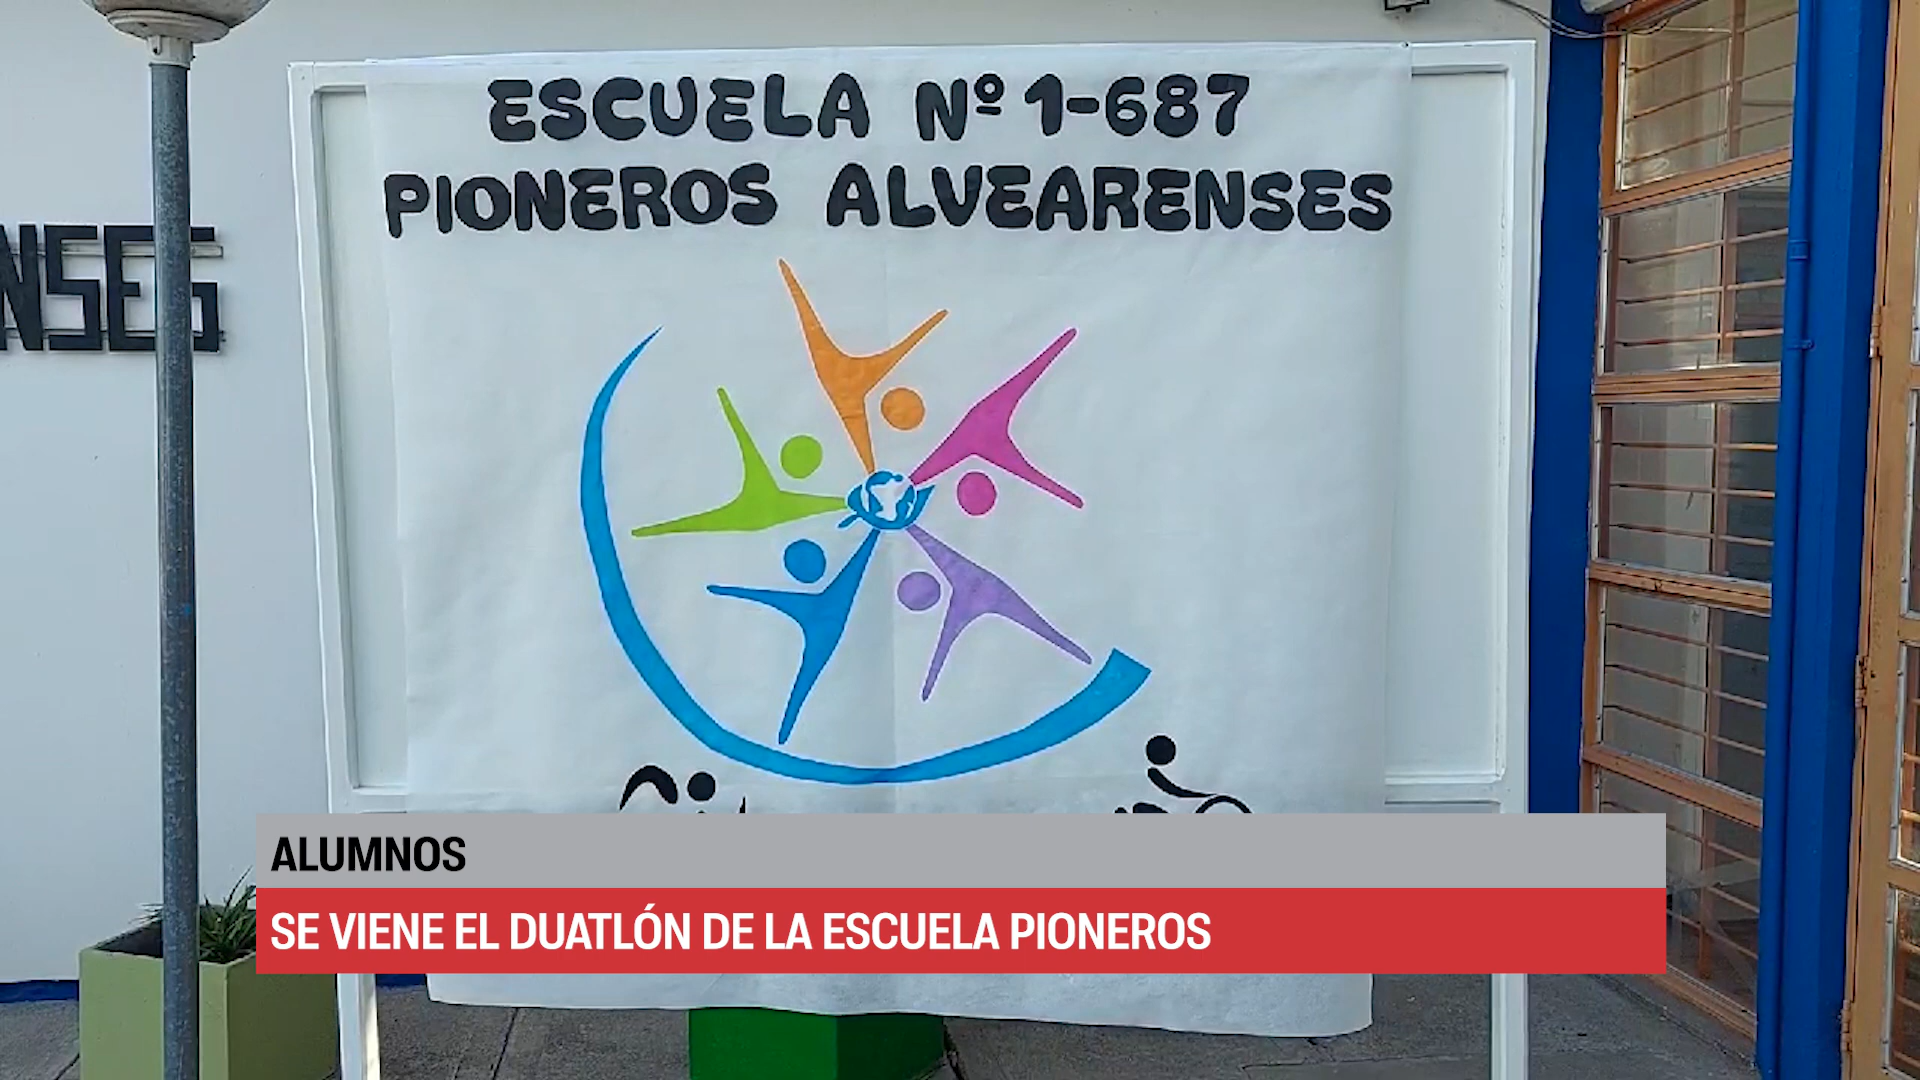 ESCUELA Nº 1-687
PIONEROS ALVEARENSES
NSES
ALUMNOS
SE VIENE EL DUATLÓN DE LA ESCUELA PIONEROS